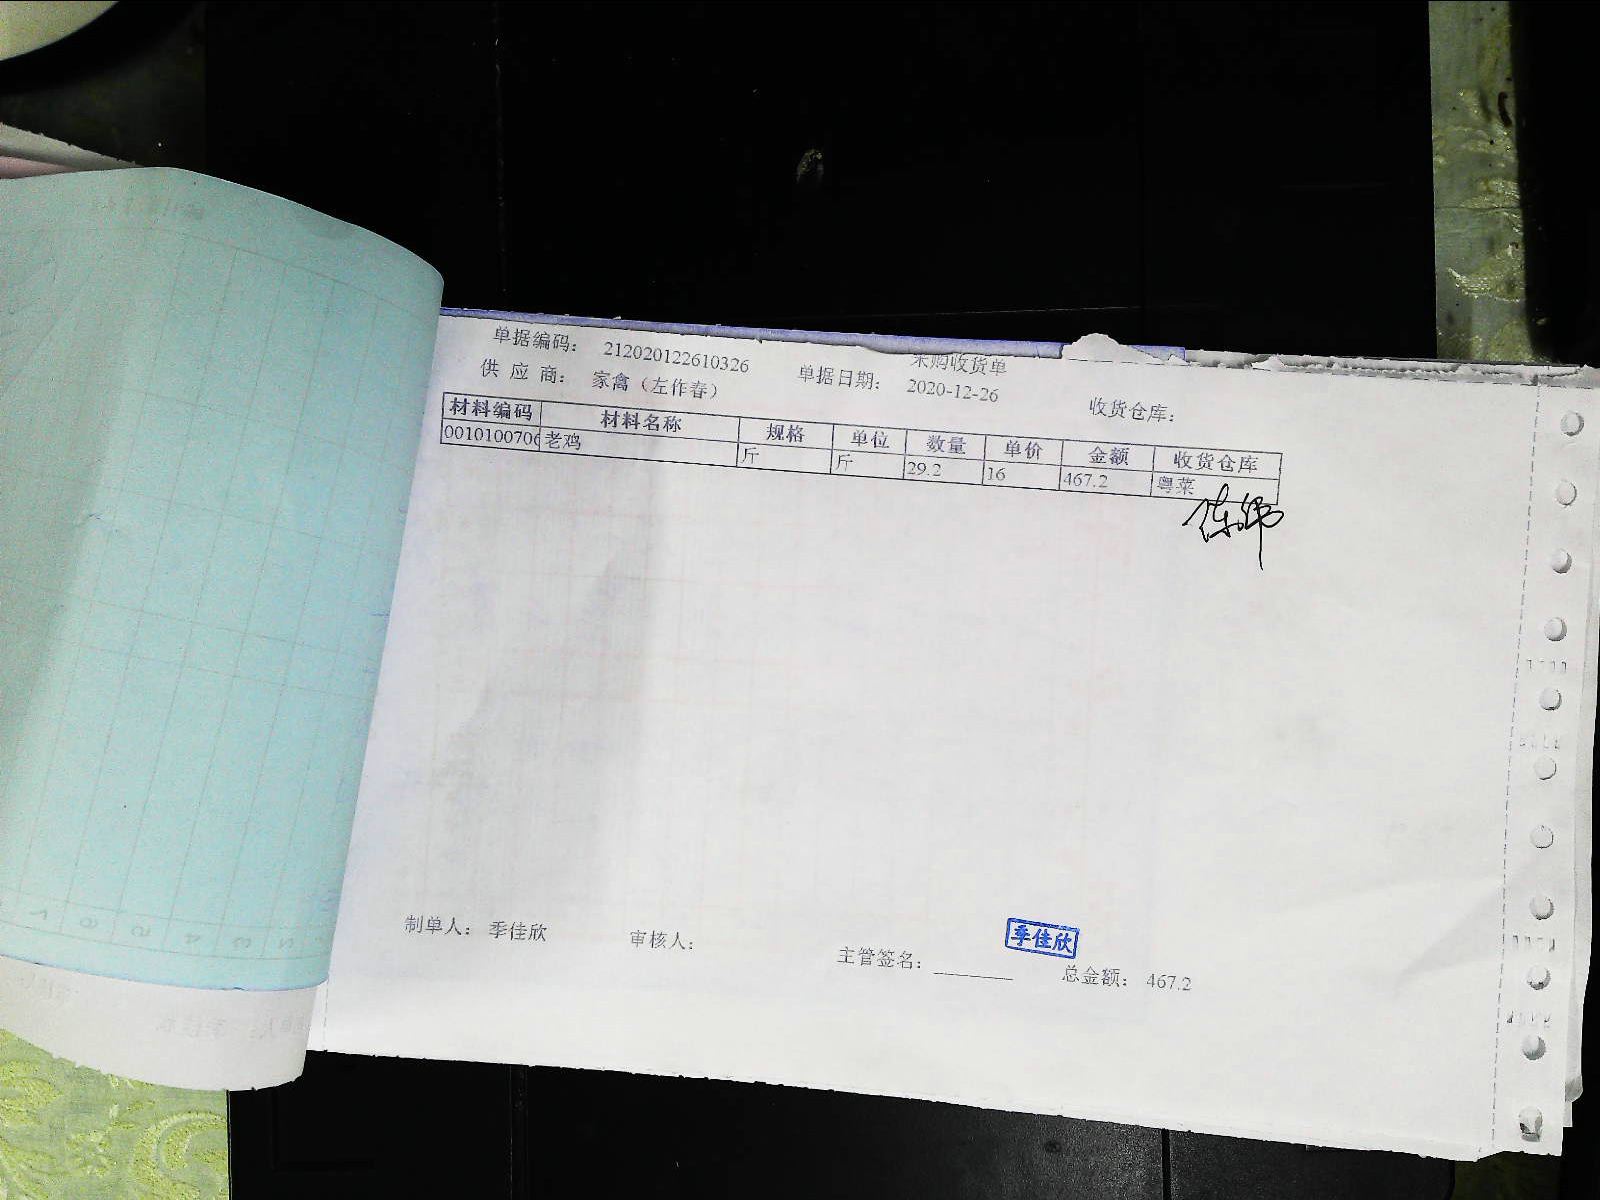 采购收货单
单据编码： 212020122610326 单据日期： 2020-12-26 收货仓库：
供 应 商： 家禽（左作春）
材料编码 材料名称 规格 单位 数量 单价 金额 收货仓库
0010100706 老鸡 斤 斤 29.2 16 467.2 粤菜
制单人： 季佳欣 审核人： 主管签名： 季佳欣 总金额： 467.2